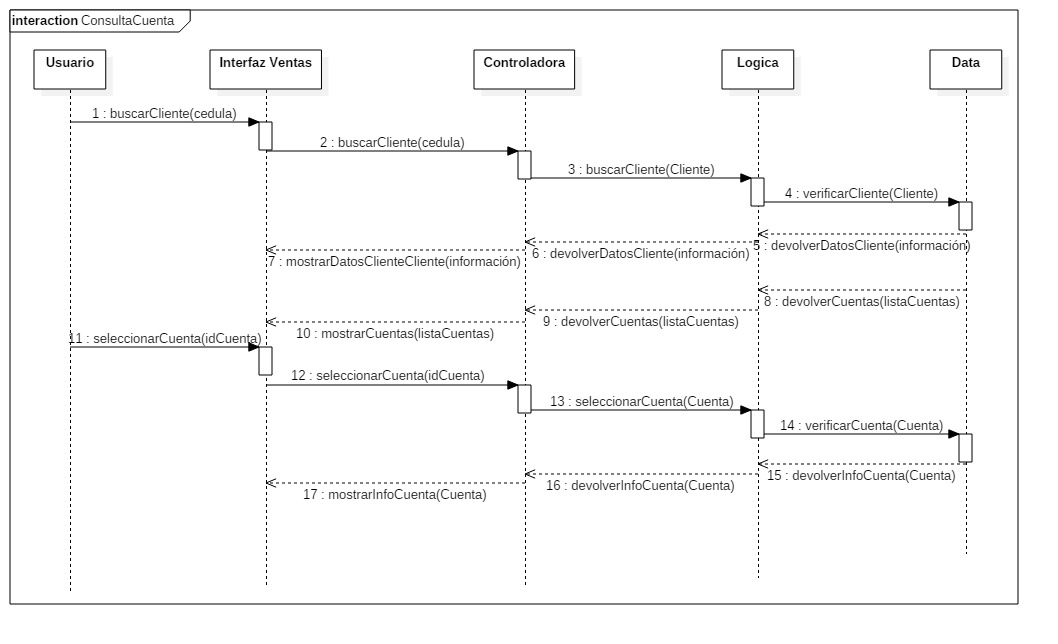 interaction ConsultaCuenta
Usuario
Interfaz Ventas
Controladora
Logica
Data
1 : buscarCliente(cedula)
2 : buscarCliente(cedula)
3 : buscarCliente(Cliente)
4 : verificarCliente(Cliente)
5 : devolverDatosCliente(información)
6 : devolverDatosCliente(información)
7 : mostrarDatosClienteCliente(información)
8 : devolverCuentas(listaCuentas)
9 : devolverCuentas(listaCuentas)
10 : mostrarCuentas(listaCuentas)
11 : seleccionarCuenta(idCuenta)
12 : seleccionarCuenta(idCuenta)
13 : seleccionarCuenta(Cuenta)
14 : verificarCuenta(Cuenta)
15 : devolverInfoCuenta(Cuenta)
16 : devolverInfoCuenta(Cuenta)
17 : mostrarInfoCuenta(Cuenta)